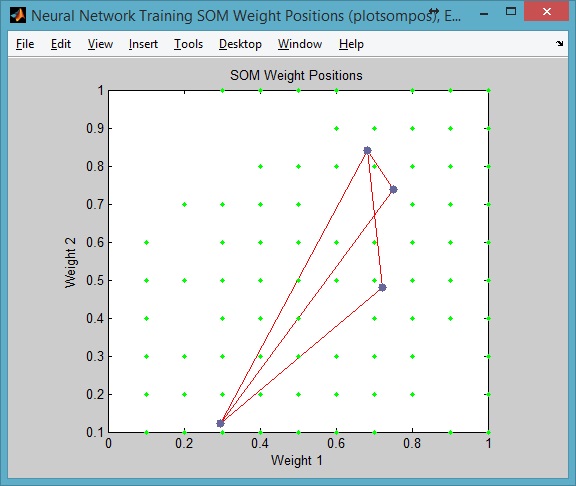 Neural Network Training SOM Weight Positions (plotsompos), E...
File Edit View Insert Tools Desktop Window Help
SOM Weight Positions
1
0.9
0.8
0.7
0.6
0.5
0.4
0.3
0.2
0.1
Weight 2
0 0.2 0.4 0.6 0.8 1
Weight 1